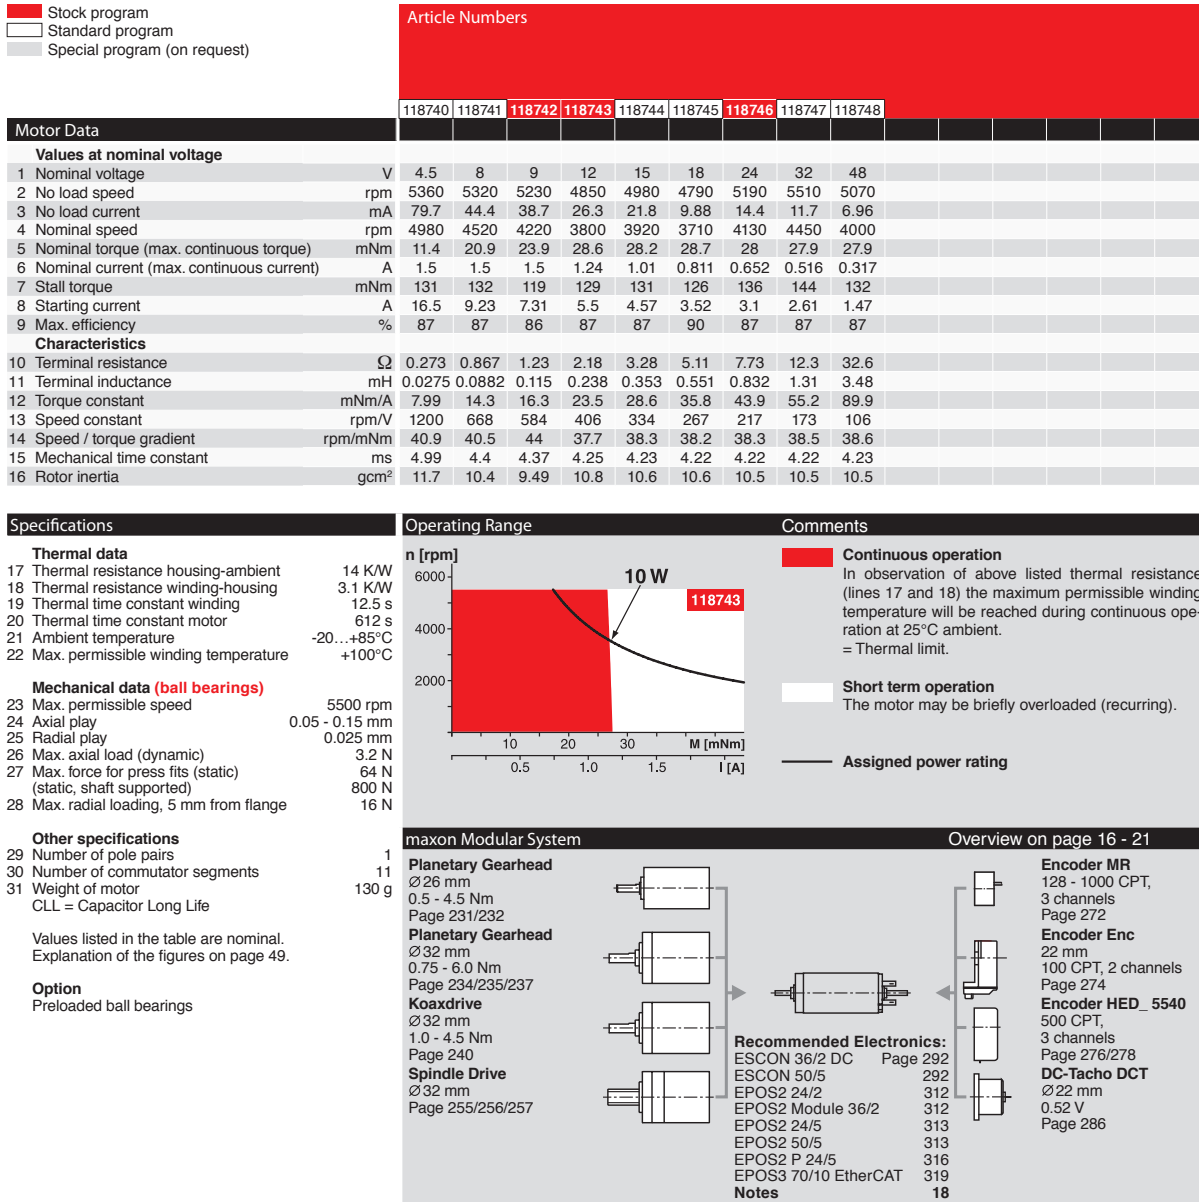 Stock program
Standard program
Special program (on request)
Article Numbers
118740 118741 118742 118743 118744 118745 118746 118747 118748
Motor Data
Values at nominal voltage
1 Nominal voltage V 4.5 8 9 12 15 18 24 32 48
2 No load speed rpm 5360 5320 5230 4850 4980 4790 5190 5510 5070
3 No load current mA 79.7 44.4 38.7 26.3 21.8 9.88 14.4 11.7 6.96
4 Nominal speed rpm 4980 4520 4220 3800 3920 3710 4130 4450 4000
5 Nominal torque (max. continuous torque) mNm 11.4 20.9 23.9 28.6 28.2 28.7 28 27.9 27.9
6 Nominal current (max. continuous current) A 1.5 1.5 1.5 1.24 1.01 0.811 0.652 0.516 0.317
7 Stall torque mNm 131 132 119 129 131 126 136 144 132
8 Starting current A 16.5 9.23 7.31 5.5 4.57 3.52 3.1 2.61 1.47
9 Max. efficiency % 87 87 86 87 87 90 87 87 87
Characteristics
10 Terminal resistance Ω 0.273 0.867 1.23 2.18 3.28 5.11 7.73 12.3 32.6
11 Terminal inductance mH 0.0275 0.0882 0.115 0.238 0.353 0.551 0.832 1.31 3.48
12 Torque constant mNm/A 7.99 14.3 16.3 23.5 28.6 35.8 43.9 55.2 89.9
13 Speed constant rpm/V 1200 668 584 406 334 267 217 173 106
14 Speed / torque gradient rpm/mNm 40.9 40.5 44 37.7 38.3 38.2 38.3 38.5 38.6
15 Mechanical time constant ms 4.99 4.4 4.37 4.25 4.23 4.22 4.22 4.22 4.23
16 Rotor inertia gcm² 11.7 10.4 9.49 10.8 10.6 10.6 10.5 10.5 10.5
Specifications
Thermal data
17 Thermal resistance housing-ambient 14 K/W
18 Thermal resistance winding-housing 3.1 K/W
19 Thermal time constant winding 12.5 s
20 Thermal time constant motor 612 s
21 Ambient temperature -20...+85°C
22 Max. permissible winding temperature +100°C
Mechanical data (ball bearings)
23 Max. permissible speed 5500 rpm
24 Axial play 0.05 - 0.15 mm
25 Radial play 0.025 mm
26 Max. axial load (dynamic) 3.2 N
27 Max. force for press fits (static) 64 N
(static, shaft supported) 800 N
28 Max. radial loading, 5 mm from flange 16 N
Other specifications
29 Number of pole pairs 1
30 Number of commutator segments 11
31 Weight of motor 130 g
CLL = Capacitor Long Life
Values listed in the table are nominal.
Explanation of the figures on page 49.
Option
Preloaded ball bearings
Operating Range
n [rpm]
6000
10 W
118743
4000
2000
10 20 30 M [mNm]
0.5 1.0 1.5 I [A]
Comments
Continuous operation
In observation of above listed thermal resistance
(lines 17 and 18) the maximum permissible winding
temperature will be reached during continuous ope-
ration at 25°C ambient.
= Thermal limit.
Short term operation
The motor may be briefly overloaded (recurring).
Assigned power rating
maxon Modular System
Overview on page 16 - 21
Planetary Gearhead
∅26 mm
0.5 - 4.5 Nm
Page 231/232
Planetary Gearhead
∅32 mm
0.75 - 6.0 Nm
Page 234/235/237
Koaxdrive
∅32 mm
1.0 - 4.5 Nm
Page 240
Spindle Drive
∅32 mm
Page 255/256/257
Recommended Electronics:
ESCON 36/2 DC Page 292
ESCON 50/5 292
EPOS2 24/2 312
EPOS2 Module 36/2 312
EPOS2 24/5 313
EPOS2 50/5 313
EPOS2 P 24/5 316
EPOS3 70/10 EtherCAT 319
Notes 18
Encoder MR
128 - 1000 CPT,
3 channels
Page 272
Encoder Enc
22 mm
100 CPT, 2 channels
Page 274
Encoder HED_ 5540
500 CPT,
3 channels
Page 276/278
DC-Tacho DCT
∅22 mm
0.52 V
Page 286